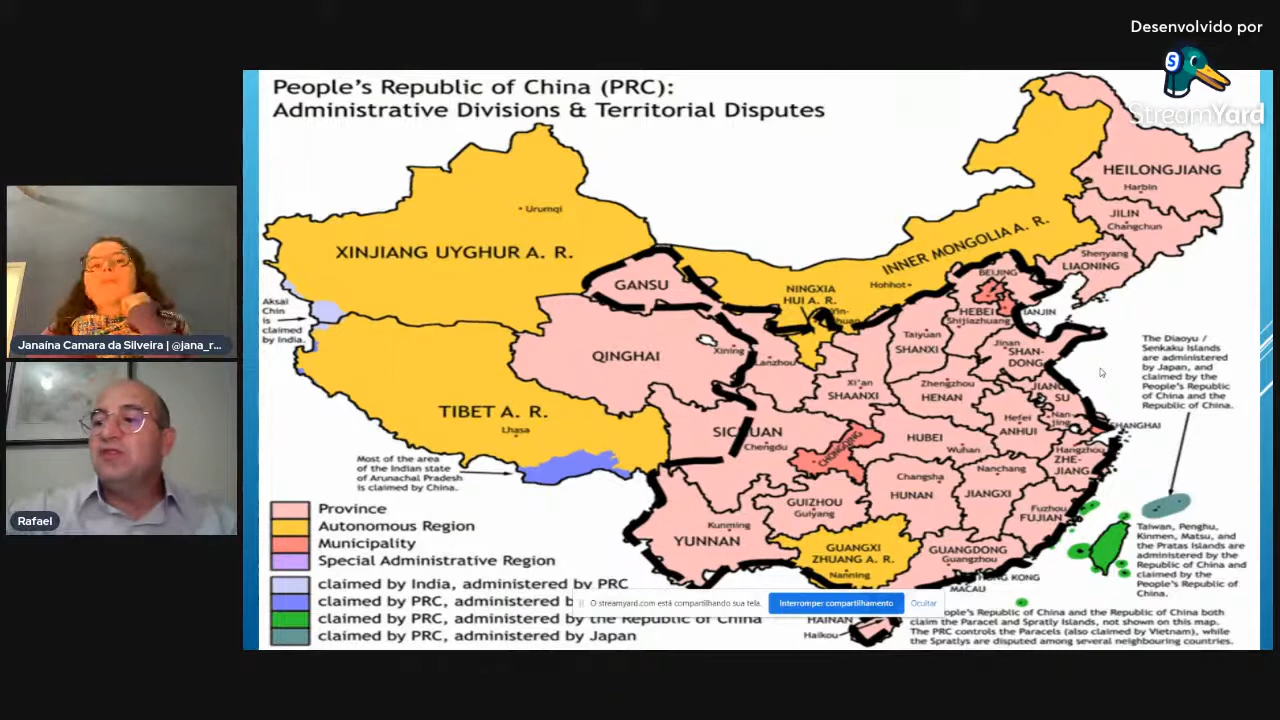 Desenvolvido por
S
StreamYard
People's Republic of China (PRC):
Administrative Divisions & Territorial Disputes
HEILONGJIANG
Harbin
JILIN
Changchun
Shenyang
LIAONING
Urumqi
XINJIANG UYGHUR A. R.
INNER MONGOLIA A. R.
Hohhot
BEIJING
TIANJIN
HEBEI
Shijiazhuang
GANSU
NINGXIA
HUI A. R.
Yin-
chuan
Aksai
Chin
is
claimed
by India.
Taiyuan
SHANXI
Jinan
SHAN-
DONG
QINGHAI
Xining
Lanzhou
Xi'an
SHAANXI
Zhengzhou
HENAN
JIANG
SU
Nan-
jing
The Diaoyu /
Senkaku Islands
are administered
by Japan, and
claimed by the
People's Republic
of China and the
Republic of China.
Janaína Camara da Silveira | @jana_r...
TIBET A. R.
Lhasa
SICHUAN
Chengdu
CHONGQING
HUBEI
Wuhan
Hefei
ANHUI
SHANGHAI
Hangzhou
ZHE-
JIANG
Most of the area
of the Indian state
of Arunachal Pradesh
is claimed by China.
Changsha
HUNAN
Nanchang
JIANGXI
GUIZHOU
Guiyang
Fuzhou
FUJIAN
Kunming
YUNNAN
GUANGXI
ZHUANG A. R.
Nanning
GUANGDONG
Guangzhou
HONG KONG
MACAU
Taiwan, Penghu,
Kinmen, Matsu, and
the Pratas Islands are
administered by the
Republic of China and
claimed by the
People's Republic of
China.
Rafael
Province
Autonomous Region
Municipality
Special Administrative Region
claimed by India, administered by PRC
claimed by PRC, administered b
claimed by PRC, administered by the Republic of China
claimed by PRC, administered by Japan
O streamyard.com está compartilhando sua tela.
Interromper compartilhamento
Ocultar
HAINAN
Haikou
ople's Republic of China and the Republic of China both
claim the Paracel and Spratly Islands, not shown on this map.
The PRC controls the Paracels (also claimed by Vietnam), while
the Spratlys are disputed among several neighbouring countries.